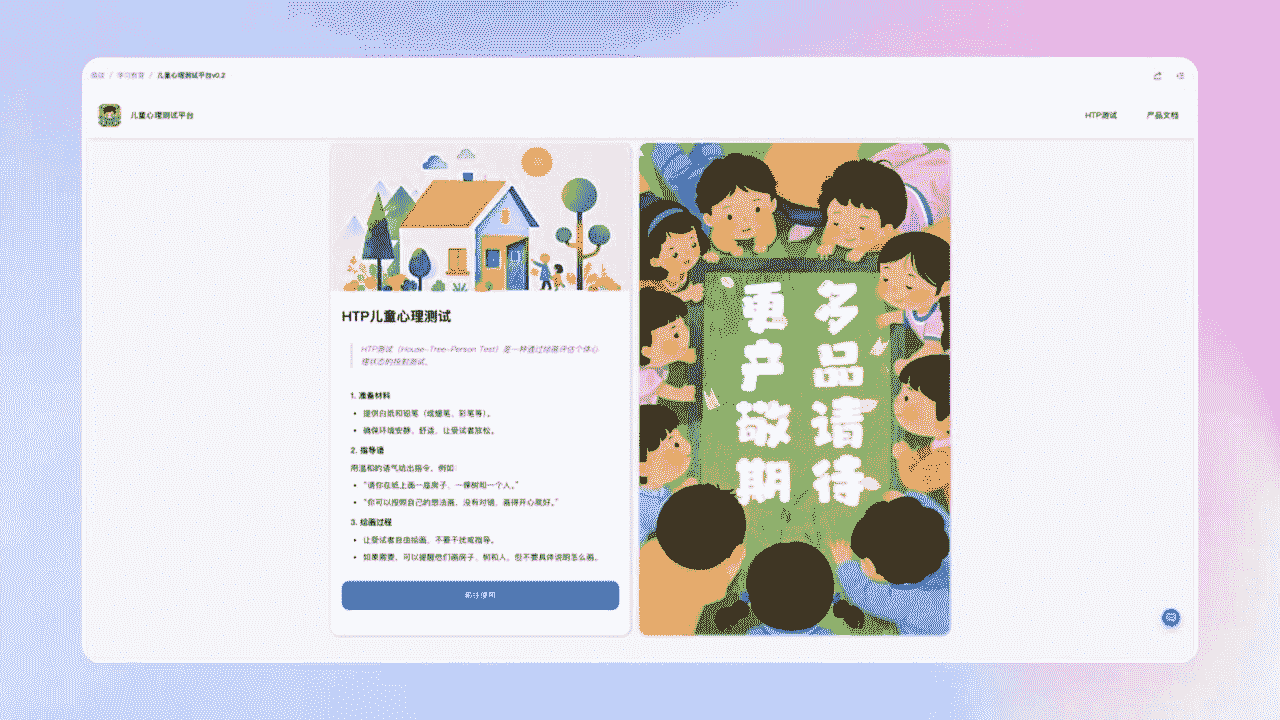 学习教育 / 儿童心理测试平台v0.2
儿童心理测试平台
HTP测试
产品文档
HTP儿童心理测试
HTP测试（House-Tree-Person Test）是一种通过绘画评估个体心
理状态的投射测试。
1. 准备材料
• 提供白纸和铅笔（或蜡笔、彩笔等）。
• 确保环境安静、舒适，让受试者放松。
2. 指导语
用温和的语气给出指令，例如
• “请你在纸上画一座房子、一棵树和一个人。”
• “你可以按照自己的想法画，没有对错，画得开心就好。”
3. 绘画过程
• 让受试者自由绘画，不要干扰或指导。
• 如果需要，可以提醒他们画房子、树和人，但不要具体说明怎么画。
更多
产品
敬请
期待